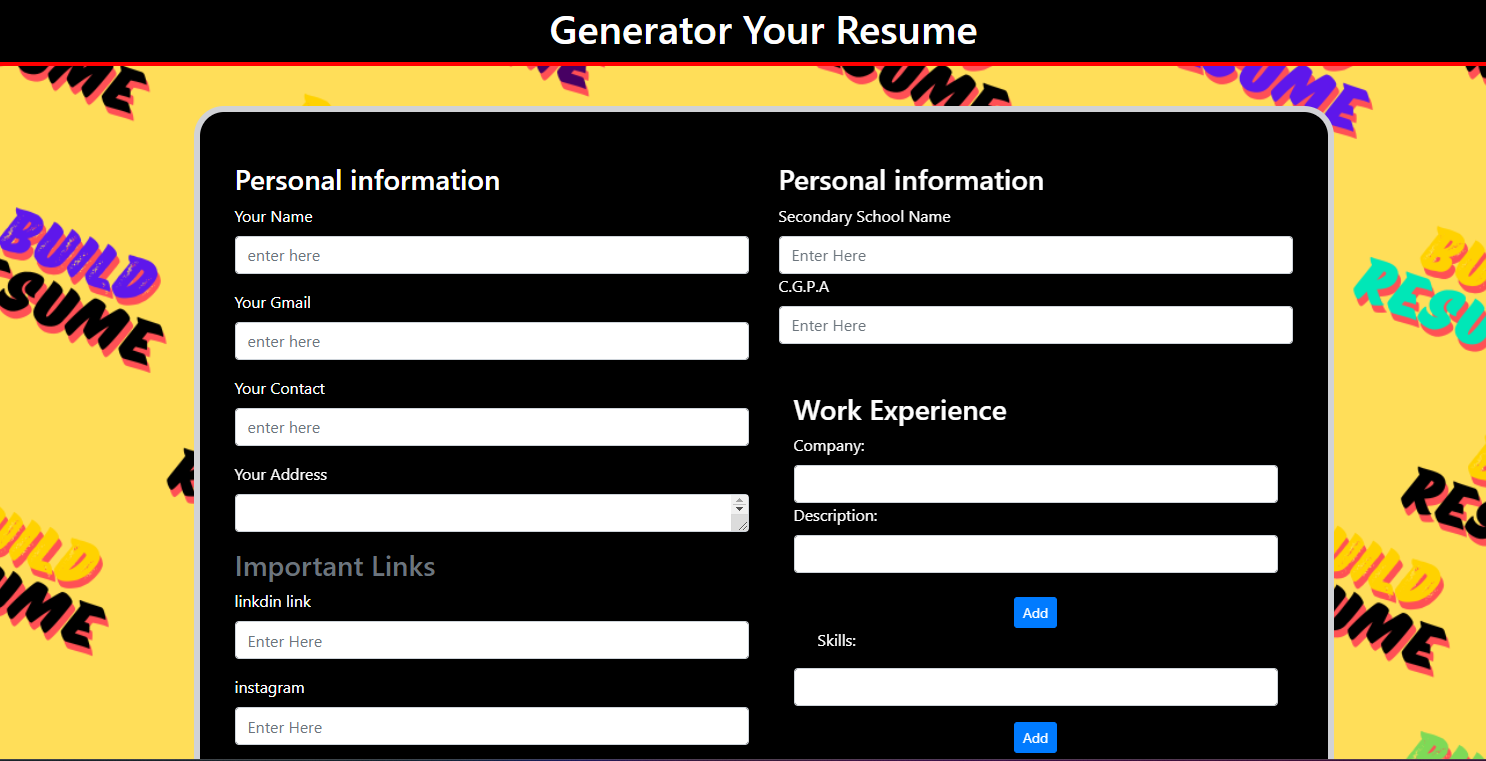 Generator Your Resume
Personal information
Your Name
enter here
Your Gmail
enter here
Your Contact
enter here
Your Address
Important Links
linkdin link
Enter Here
instagram
Enter Here
Personal information
Secondary School Name
Enter Here
C.G.P.A
Enter Here
Work Experience
Company:
Description:
Add
Skills:
Add
BUILD
RESUME
BUILD